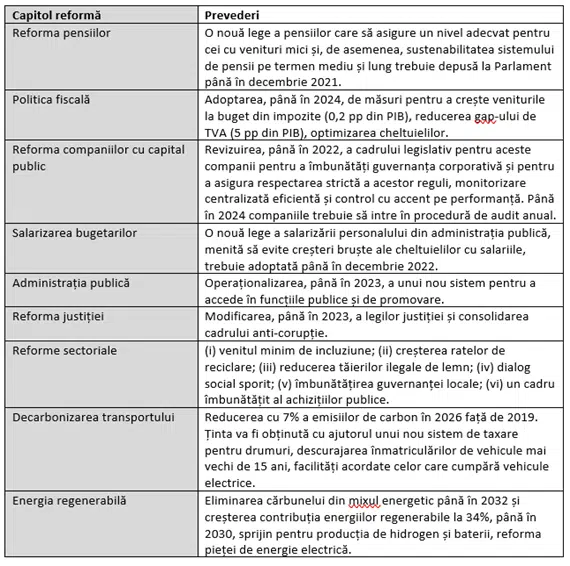 Capitol reformă
Prevederi
Reforma pensiilor
O nouă lege a pensiilor care să asigure un nivel adecvat pentru
cei cu venituri mici și, de asemenea, sustenabilitatea sistemului
de pensii pe termen mediu și lung trebuie depusă la Parlament
până în decembrie 2021.
Politica fiscală
Adoptarea, până în 2024, de măsuri pentru a crește veniturile
la buget din impozite (0,2 pp din PIB), reducerea gap-ului de
TVA (5 pp din PIB), optimizarea cheltuielilor.
Reforma companiilor cu capital
public
Revizuirea, până în 2022, a cadrului legislativ pentru aceste
companii pentru a îmbunătăți guvernanța corporativă și pentru
a asigura respectarea strictă a acestor reguli, monitorizare
centralizată eficientă și control cu accent pe performanță. Până
în 2024 companiile trebuie să intre în procedură de audit anual.
Salarizarea bugetarilor
O nouă lege a salarizării personalului din administrația publică,
menită să evite creșteri bruște ale cheltuielilor cu salariile,
trebuie adoptată până în decembrie 2022.
Administrația publică
Operaționalizarea, până în 2023, a unui nou sistem pentru a
accede în funcțiile publice și de promovare.
Reforma justiției
Modificarea, până în 2023, a legilor justiției și consolidarea
cadrului anti-corupție.
Reforme sectoriale
(i) venitul minim de incluziune; (ii) creșterea ratelor de
reciclare; (iii) reducerea tăierilor ilegale de lemn; (iv) dialog
social sporit; (v) îmbunătățirea guvernanței locale; (vi) un cadru
îmbunătățit al achizițiilor publice.
Decarbonizarea transportului
Reducerea cu 7% a emisiilor de carbon în 2026 față de 2019.
Ținta va fi obținută cu ajutorul unui nou sistem de taxare
pentru drumuri, descurajarea înmatriculărilor de vehicule mai
vechi de 15 ani, facilități acordate celor care cumpără vehicule
electrice.
Energia regenerabilă
Eliminarea cărbunelui din mixul energetic până în 2032 și
creșterea contribuția energiilor regenerabile la 34%, până în
2030, sprijin pentru producția de hidrogen și baterii, reforma
pieței de energie electrică.